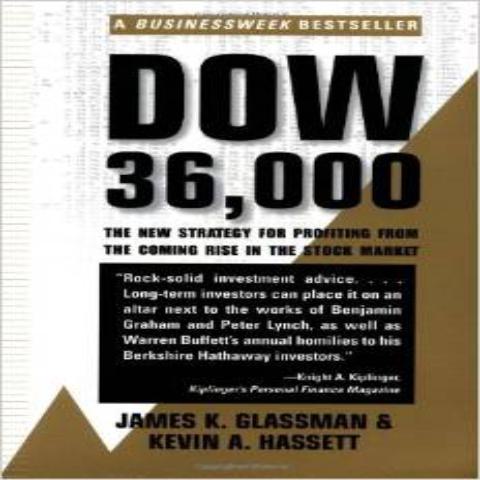 A BUSINESSWEEK BESTSELLER
DOW
36,000
THE NEW STRATEGY FOR PROFITING FROM
THE COMING RISE IN THE STOCK MARKET
"Rock-solid investment advice. . . .
Long-term investors can place it on an
altar next to the works of Benjamin
Graham and Peter Lynch, as well as
Warren Buffett's annual homilies to his
Berkshire Hathaway investors."
—Knight A. Kiplinger,
Kiplinger's Personal Finance Magazine
JAMES K. GLASSMAN &
KEVIN A. HASSETT